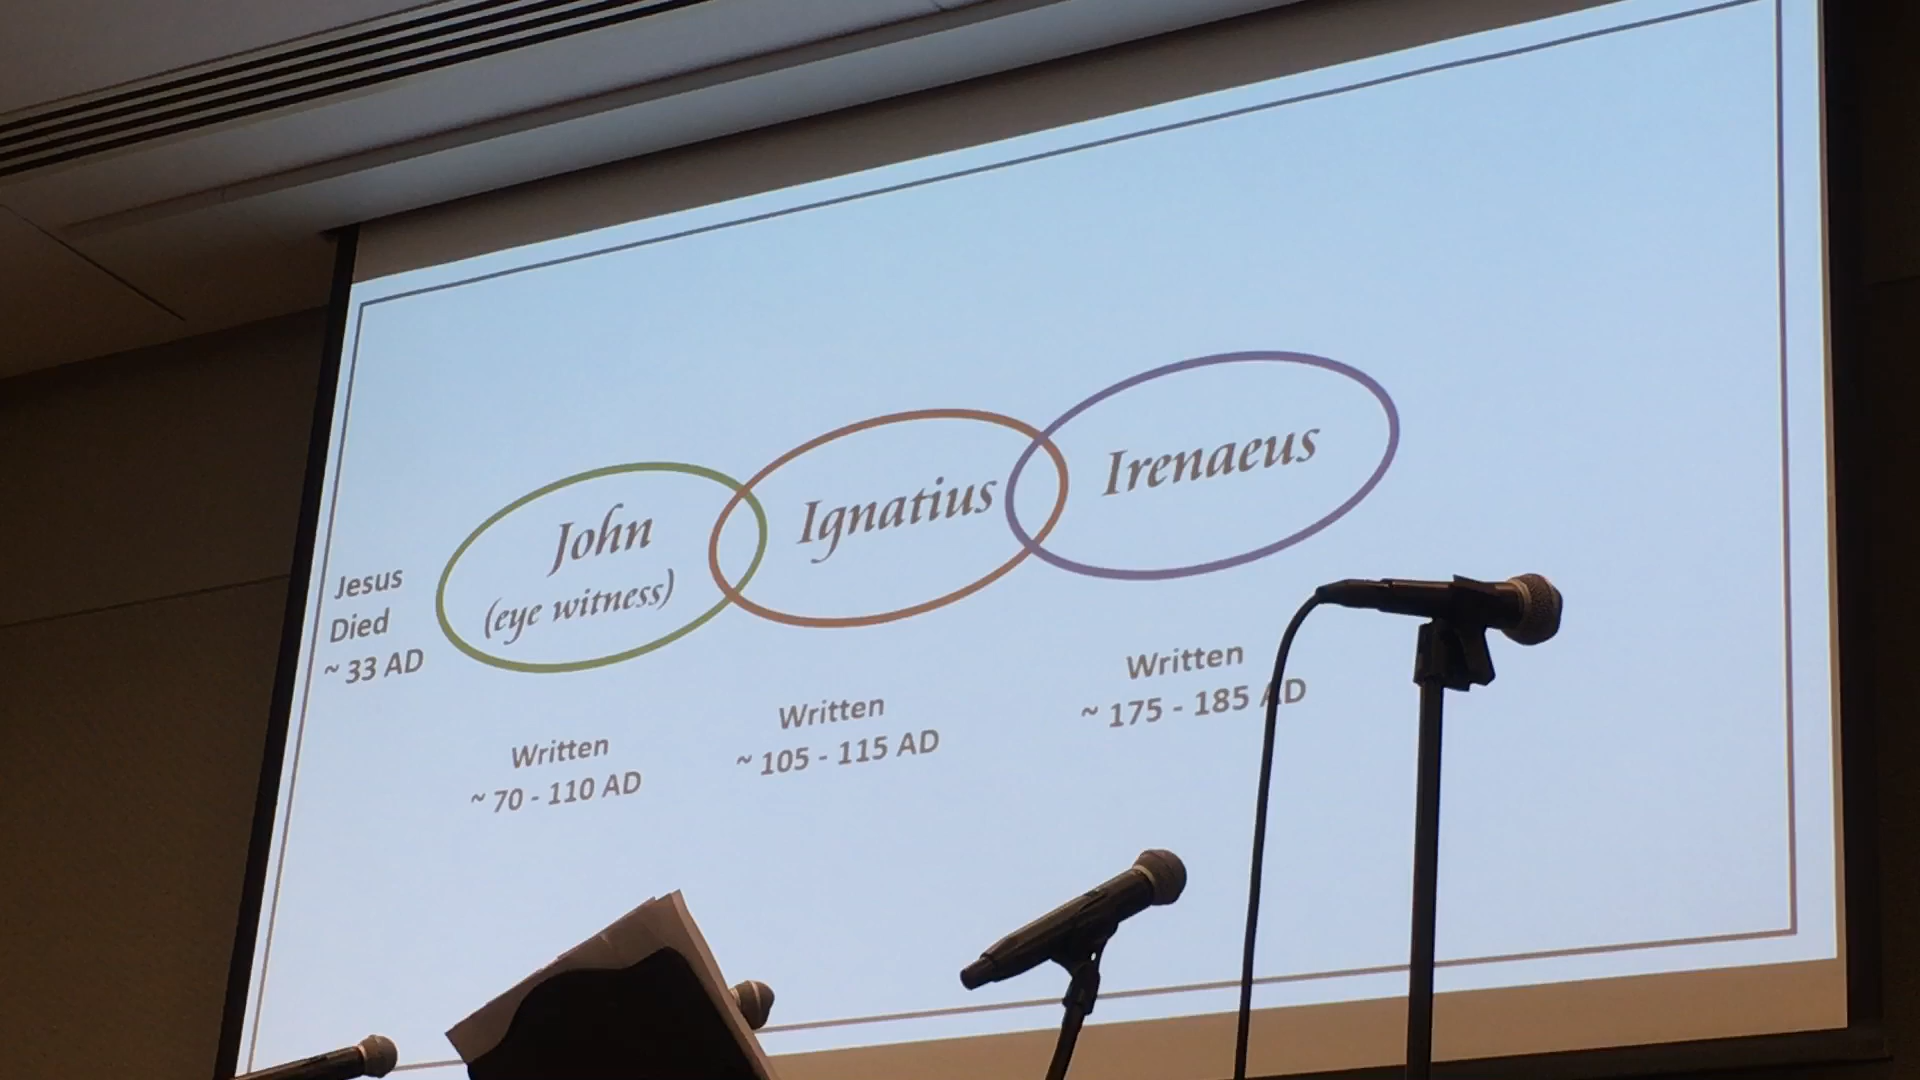 Jesus
Died
~ 33 AD
John
(eye witness)
Written
~ 70 - 110 AD
Ignatius
Written
~ 105 - 115 AD
Irenaeus
Written
~ 175 - 185 AD